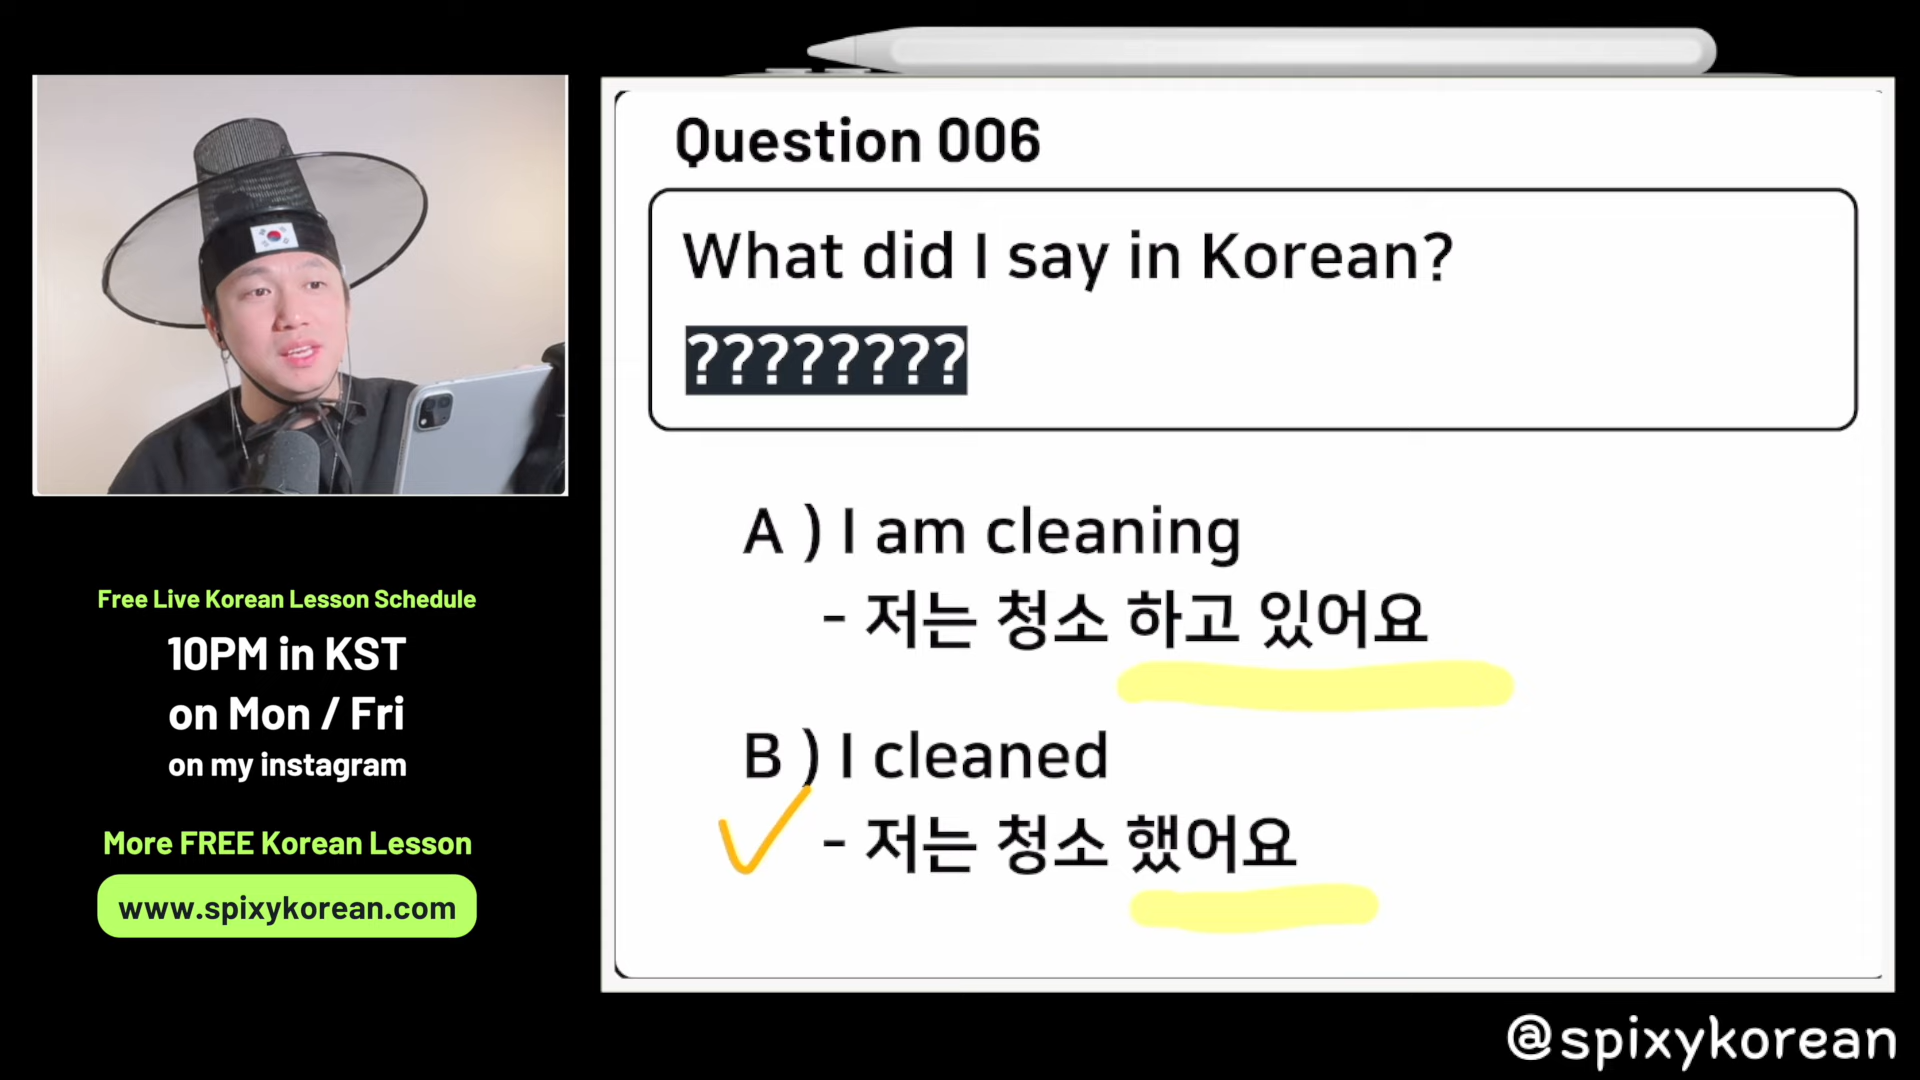 Question 006
What did I say in Korean?
????????
A ) I am cleaning
- 저는 청소 하고 있어요
B ) I cleaned
- 저는 청소 했어요
Free Live Korean Lesson Schedule
10PM in KST
on Mon / Fri
on my instagram
More FREE Korean Lesson
www.spixykorean.com
@spixykorean